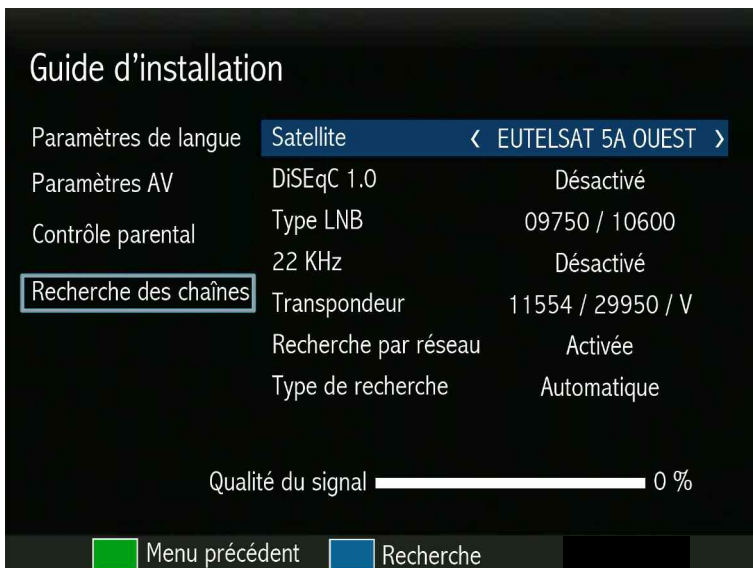 Guide d'installation
Paramètres de langue
Paramètres AV
Contrôle parental
Recherche des chaînes
Satellite < EUTELSAT 5A OUEST >
DiSEqC 1.0 Désactivé
Type LNB 09750 / 10600
22 KHz Désactivé
Transpondeur 11554 / 29950 / V
Recherche par réseau Activée
Type de recherche Automatique
Qualité du signal 0 %
Menu précédent Recherche